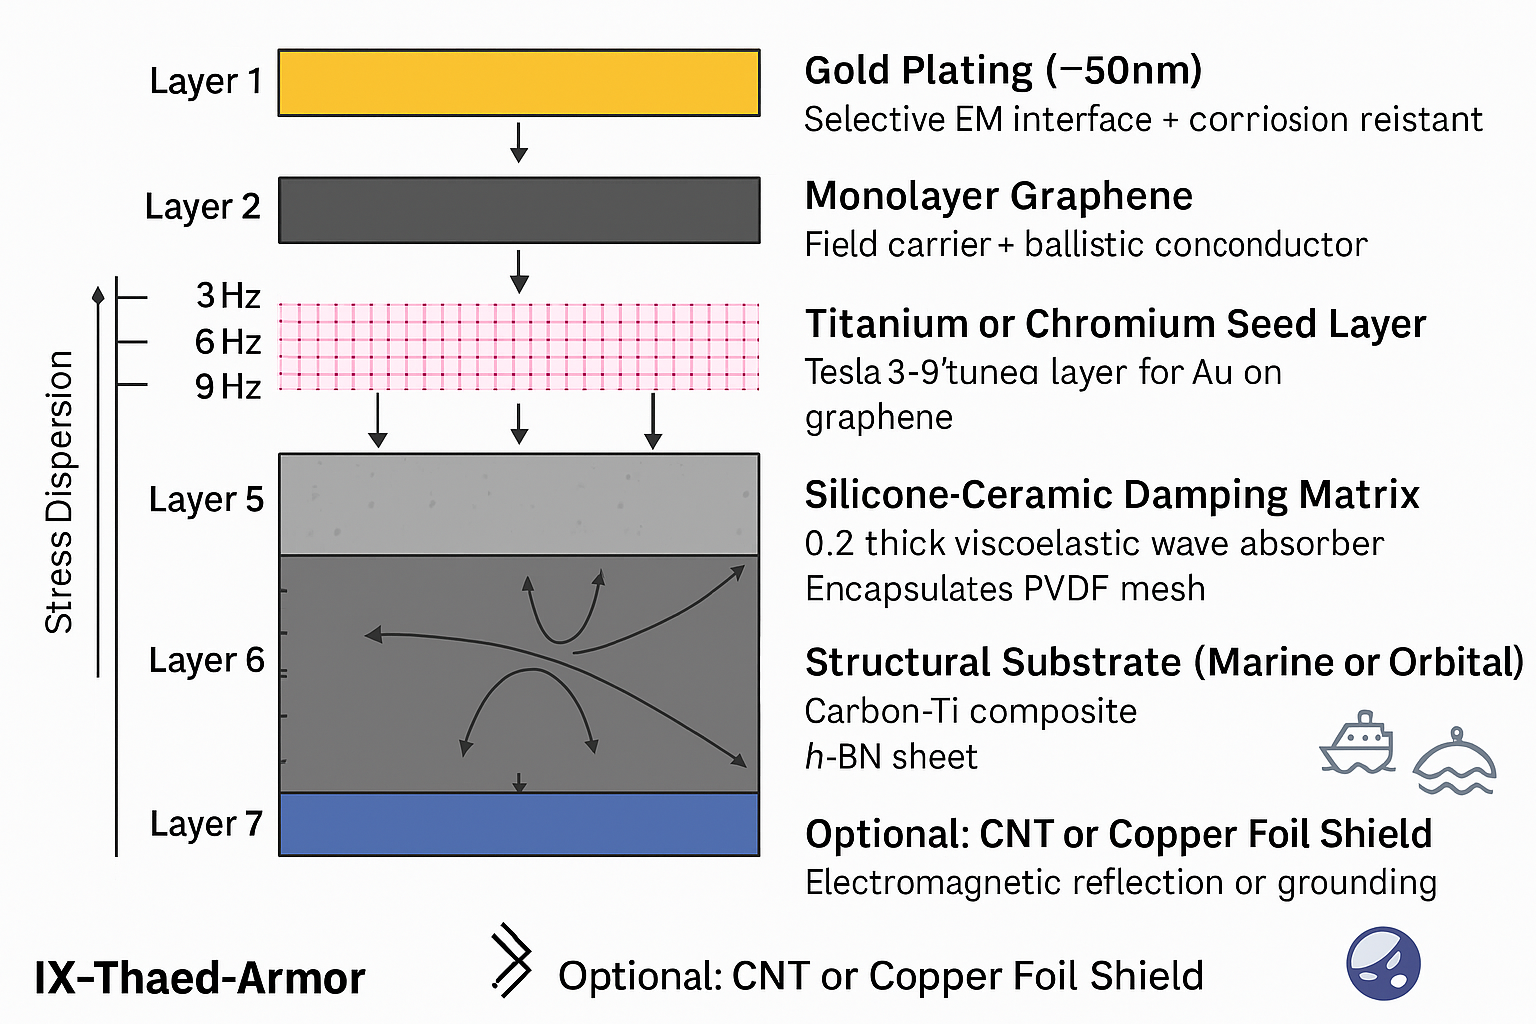 Layer 1
Gold Plating (−50nm)
Selective EM interface + corriosion reistant
Layer 2
Monolayer Graphene
Field carrier + ballistic conconductor
Stress Dispersion
3 Hz
6 Hz
9 Hz
Titanium or Chromium Seed Layer
Tesla 3-9'tunea layer for Au on
graphene
Layer 5
Silicone-Ceramic Damping Matrix
0.2 thick viscoelastic wave absorber
Encapsulates PVDF mesh
Layer 6
Structural Substrate (Marine or Orbital)
Carbon-Ti composite
h-BN sheet
Layer 7
Optional: CNT or Copper Foil Shield
Electromagnetic reflection or grounding
IX-Thaed-Armor
Optional: CNT or Copper Foil Shield